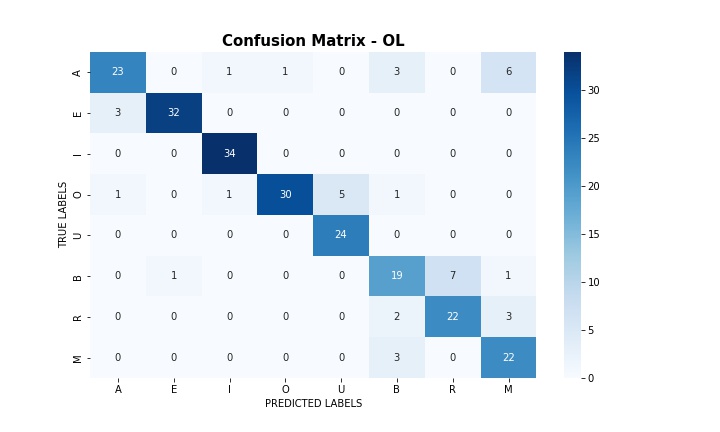 Confusion Matrix - OL
TRUE LABELS
A 23 0 1 1 0 3 0 6
E 3 32 0 0 0 0 0 0
I 0 0 34 0 0 0 0 0
O 1 0 1 30 5 1 0 0
U 0 0 0 0 24 0 0 0
B 0 1 0 0 0 19 7 1
R 0 0 0 0 0 2 22 3
M 0 0 0 0 0 3 0 22
A E I O U B R M
PREDICTED LABELS
30
25
20
15
10
5
0